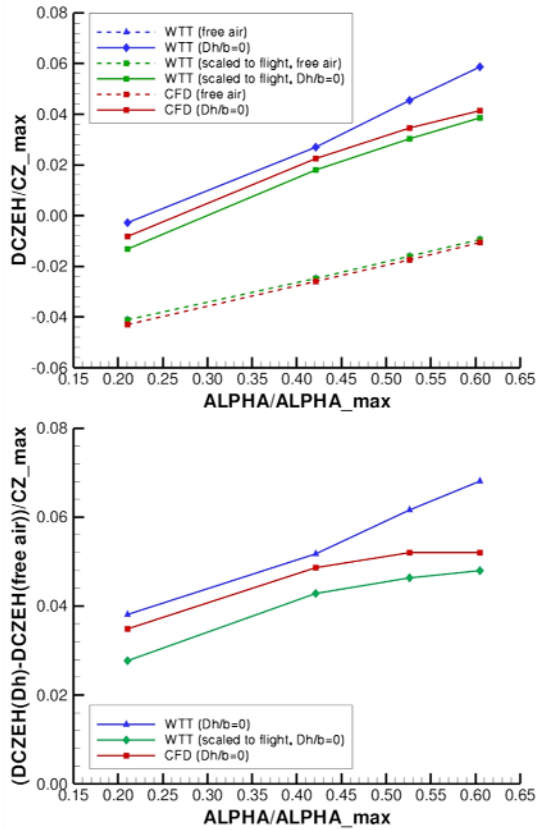 WTT (free air)
WTT (Dh/b=0)
WTT (scaled to flight, free air)
WTT (scaled to flight, Dh/b=0)
CFD (free air)
CFD (Dh/b=0)
0.08
0.06
0.04
0.02
0.00
-0.02
-0.04
-0.06
DCZEH/CZ_max
0.15 0.20 0.25 0.30 0.35 0.40 0.45 0.50 0.55 0.60 0.65
ALPHA/ALPHA_max
0.08
0.06
0.04
0.02
0.00
(DCZEH(Dh)-DCZEH(free air))/CZ_max
WTT (Dh/b=0)
WTT (scaled to flight, Dh/b=0)
CFD (Dh/b=0)
0.15 0.20 0.25 0.30 0.35 0.40 0.45 0.50 0.55 0.60 0.65
ALPHA/ALPHA_max